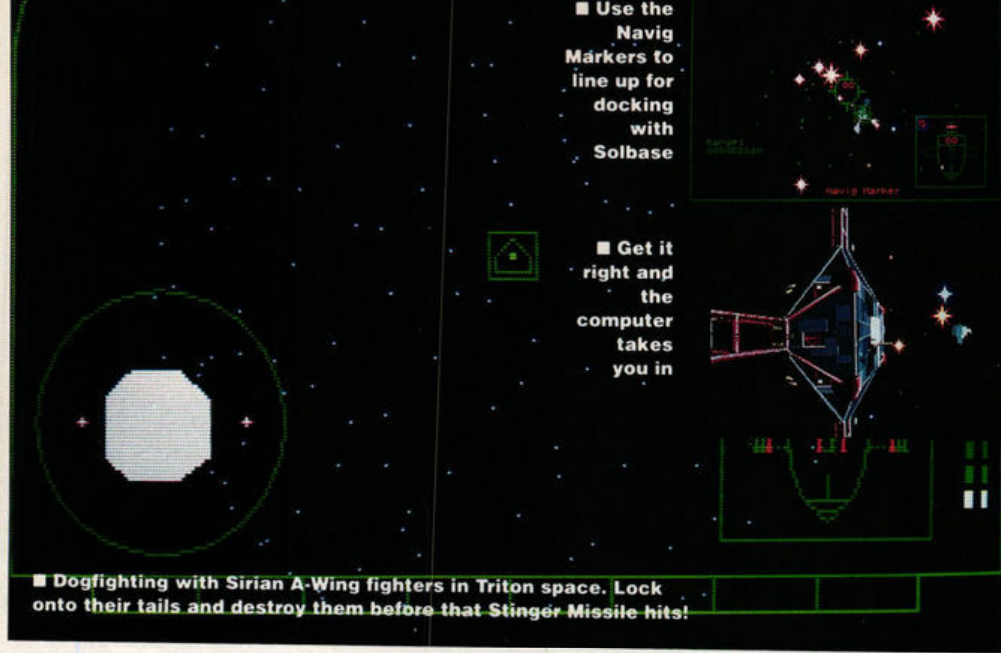 ■ Use the
Navig
Markers to
line up for
docking
with
Solbase
Navig Marker
■ Get it
right and
the
computer
takes
you in
■ Dogfighting with Sirian A-Wing fighters in Triton space. Lock
onto their tails and destroy them before that Stinger Missile hits!